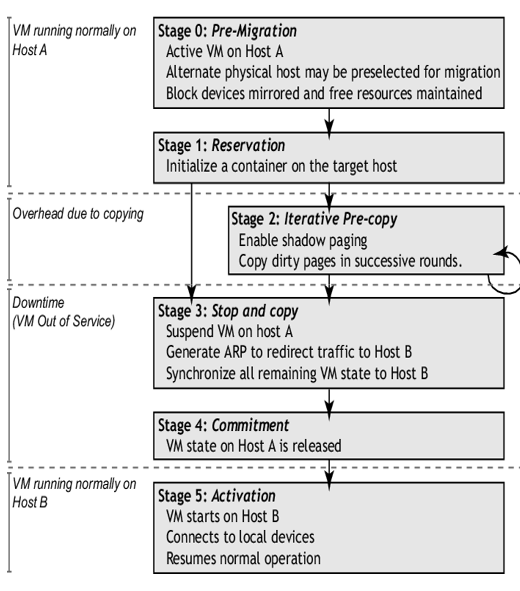 VM running normally on
Host A
Stage 0: Pre-Migration
Active VM on Host A
Alternate physical host may be preselected for migration
Block devices mirrored and free resources maintained
Stage 1: Reservation
Initialize a container on the target host
Overhead due to copying
Stage 2: Iterative Pre-copy
Enable shadow paging
Copy dirty pages in successive rounds.
Downtime
(VM Out of Service)
Stage 3: Stop and copy
Suspend VM on host A
Generate ARP to redirect traffic to Host B
Synchronize all remaining VM state to Host B
Stage 4: Commitment
VM state on Host A is released
VM running normally on
Host B
Stage 5: Activation
VM starts on Host B
Connects to local devices
Resumes normal operation